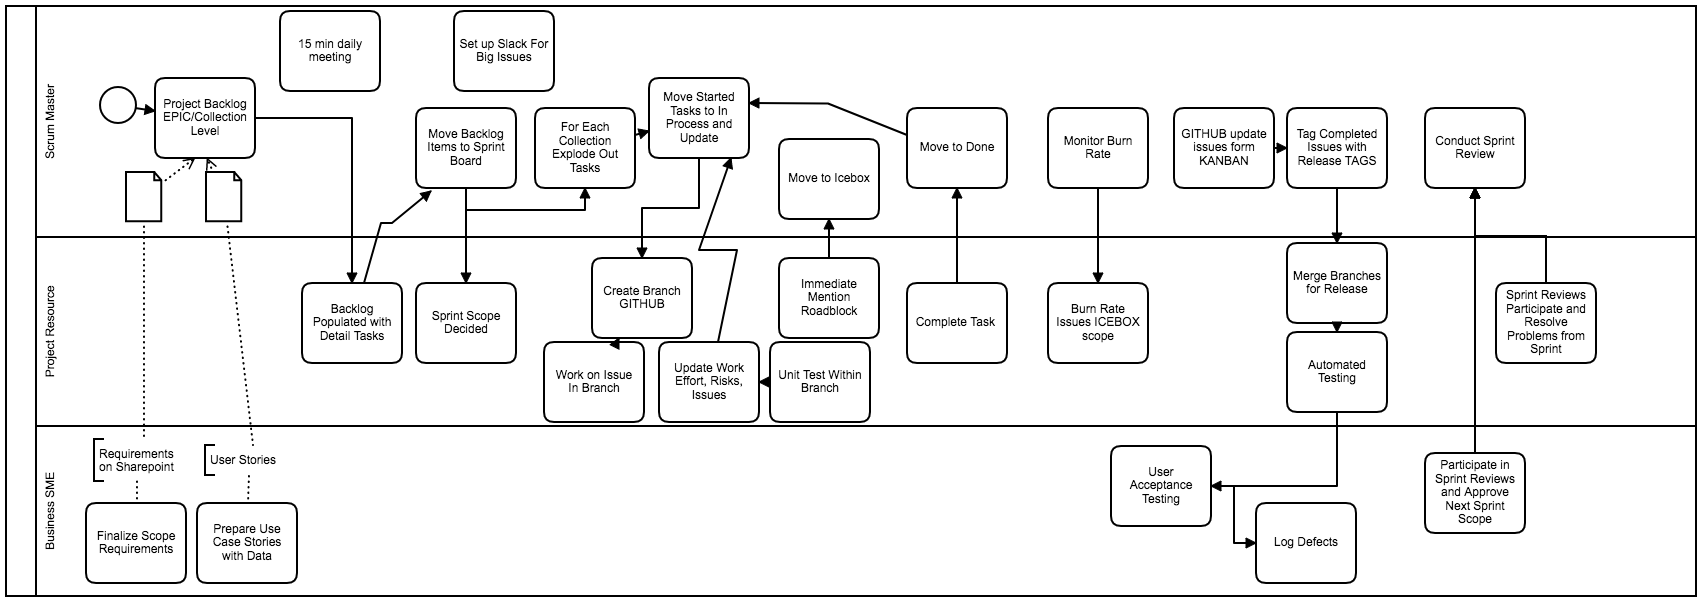 Scrum Master
15 min daily
meeting
Set up Slack For
Big Issues
Project Backlog
EPIC/Collection
Level
Move Backlog
Items to Sprint
Board
For Each
Collection
Explode Out
Tasks
Move Started
Tasks to In
Process and
Update
Move to Icebox
Move to Done
Monitor Burn
Rate
GITHUB update
issues form
KANBAN
Tag Completed
Issues with
Release TAGS
Conduct Sprint
Review
Project Resource
Backlog
Populated with
Detail Tasks
Sprint Scope
Decided
Create Branch
GITHUB
Work on Issue
In Branch
Update Work
Effort, Risks,
Issues
Immediate
Mention
Roadblock
Unit Test Within
Branch
Complete Task
Burn Rate
Issues ICEBOX
scope
Merge Branches
for Release
Automated
Testing
Sprint Reviews
Participate and
Resolve
Problems from
Sprint
Business SME
Requirements
on Sharepoint
User Stories
Finalize Scope
Requirements
Prepare Use
Case Stories
with Data
User
Acceptance
Testing
Log Defects
Participate in
Sprint Reviews
and Approve
Next Sprint
Scope